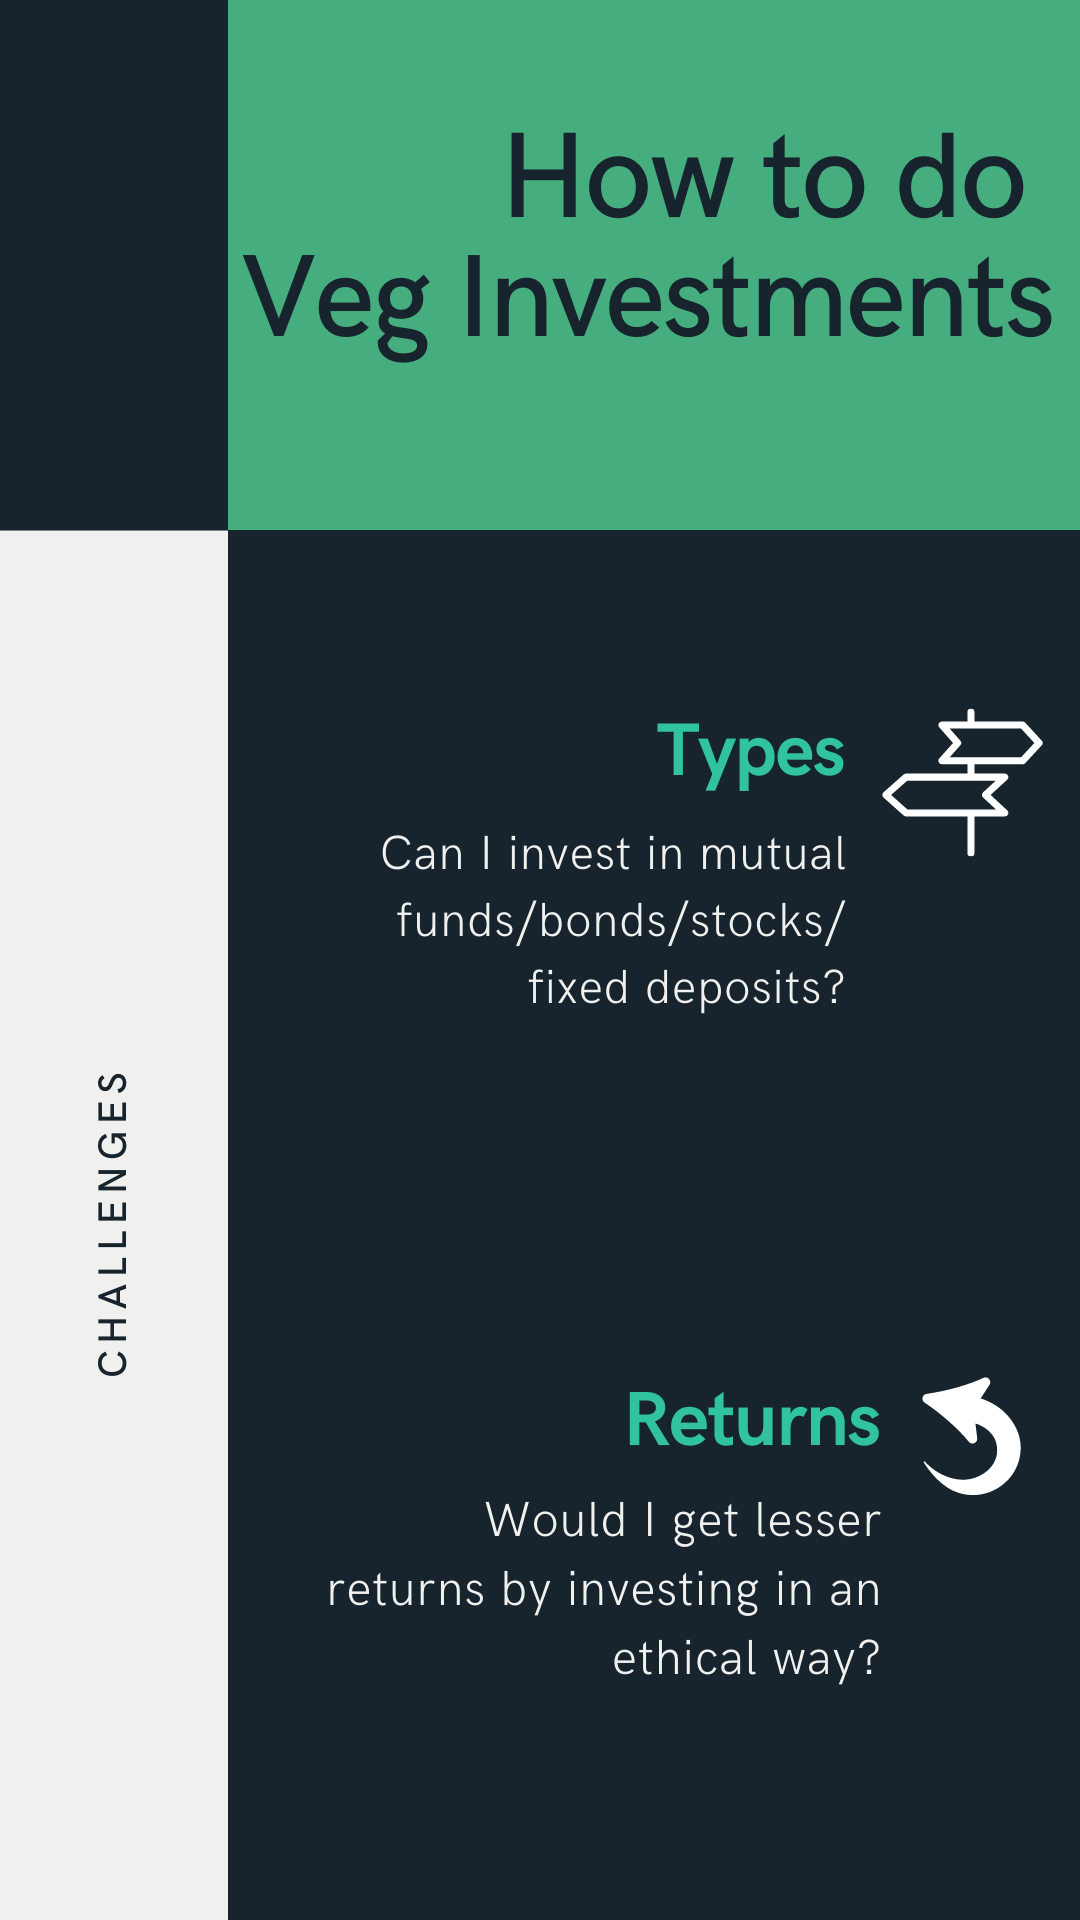 How to do
Veg Investments
CHALLENGES
Types
Can I invest in mutual
funds/bonds/stocks/
fixed deposits?
Returns
Would I get lesser
returns by investing in an
ethical way?